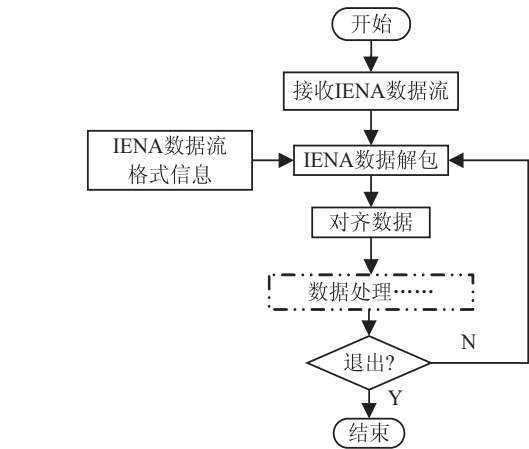 开始
接收IENA数据流
IENA数据流
格式信息
IENA数据解包
对齐数据
数据处理……
退出?
N
Y
结束